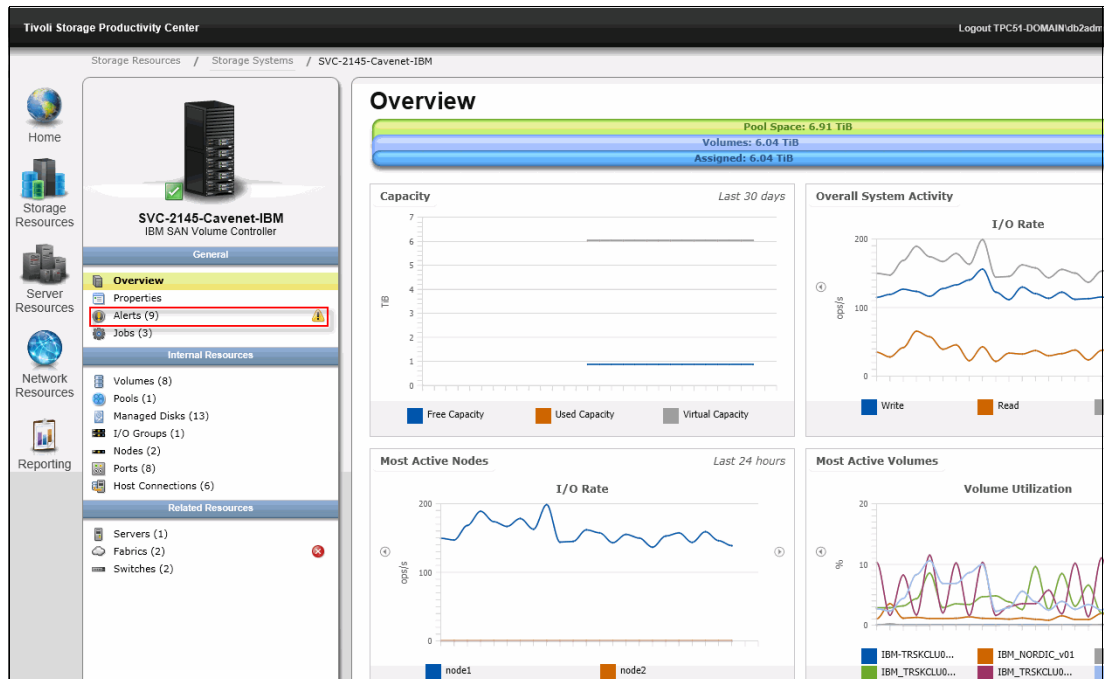 Tivoli Storage Productivity Center
Logout TPC51-DOMAIN\db2adm
Storage Resources / Storage Systems / SVC-2145-Cavenet-IBM
Home
Storage
Resources
Server
Resources
Network
Resources
Reporting
SVC-2145-Cavenet-IBM
IBM SAN Volume Controller
General
Overview
Properties
Alerts (9)
Jobs (3)
Internal Resources
Volumes (8)
Pools (1)
Managed Disks (13)
I/O Groups (1)
Nodes (2)
Ports (8)
Host Connections (6)
Related Resources
Servers (1)
Fabrics (2)
Switches (2)
Overview
Pool Space: 6.91 TiB
Volumes: 6.04 TiB
Assigned: 6.04 TiB
Capacity
Last 30 days
7
6
5
4
3
2
1
0
TiB
Free Capacity
Used Capacity
Virtual Capacity
Overall System Activity
I/O Rate
200
100
0
ops/s
Write
Read
Most Active Nodes
Last 24 hours
I/O Rate
200
100
0
ops/s
node1
node2
Most Active Volumes
Volume Utilization
20
10
0
%
IBM-TRSKCLU0...
IBM_NORDIC_v01
IBM_TRSKCLU0...
IBM_TRSKCLU0...